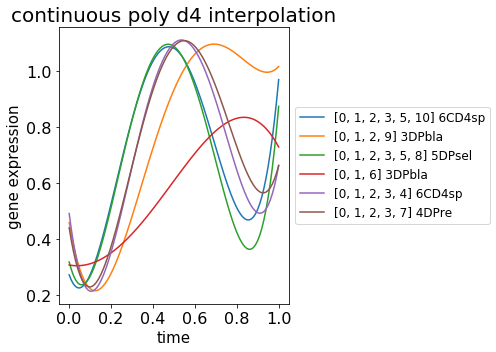 continuous poly d4 interpolation
gene expression
1.0
0.8
0.6
0.4
0.2
0.0 0.2 0.4 0.6 0.8 1.0
time
[0, 1, 2, 3, 5, 10] 6CD4sp
[0, 1, 2, 9] 3DPbla
[0, 1, 2, 3, 5, 8] 5DPsel
[0, 1, 6] 3DPbla
[0, 1, 2, 3, 4] 6CD4sp
[0, 1, 2, 3, 7] 4DPre